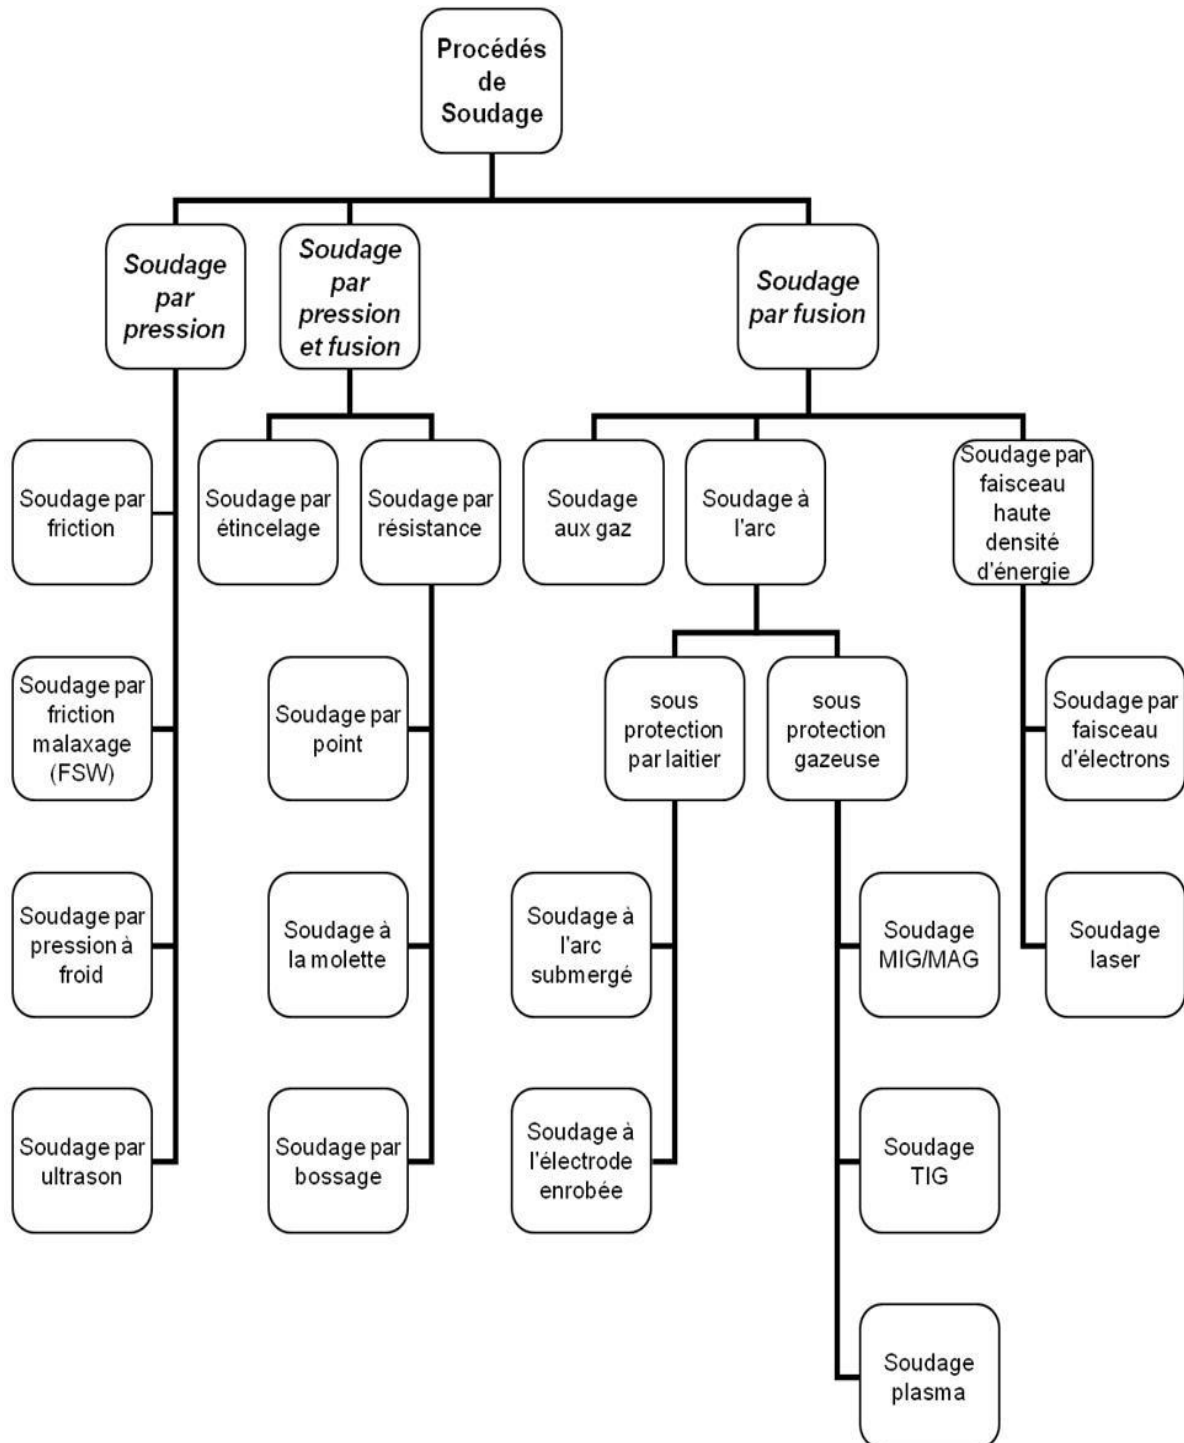 Procédés
de
Soudage
Soudage
par
pression
Soudage
par
pression
et fusion
Soudage
par fusion
Soudage par
friction
Soudage par
étincelage
Soudage par
résistance
Soudage
aux gaz
Soudage à
l'arc
Soudage par
faisceau
haute
densité
d'énergie
Soudage par
friction
malaxage
(FSW)
Soudage par
point
sous
protection
par laitier
sous
protection
gazeuse
Soudage par
faisceau
d'électrons
Soudage par
pression à
froid
Soudage à
la molette
Soudage à
l'arc
submergé
Soudage
MIG/MAG
Soudage
laser
Soudage par
ultrason
Soudage par
bossage
Soudage à
l'électrode
enrobée
Soudage
TIG
Soudage
plasma